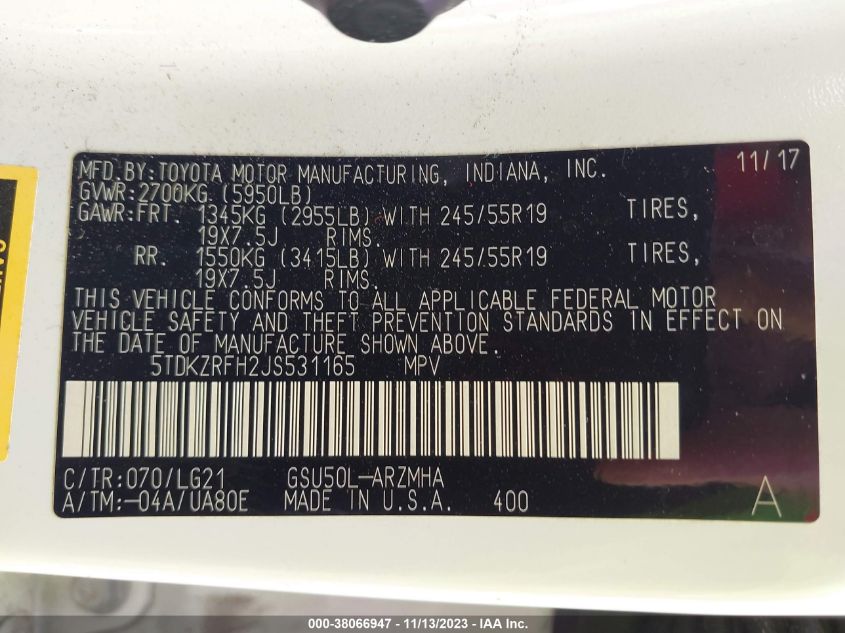 MFD.BY:TOYOTA MOTOR MANUFACTURING, INDIANA, INC. 11/17
GVWR:2700KG (5950LB)
GAWR:FRT. 1345KG (2955LB) WITH 245/55R19 TIRES,
19X7.5J RIMS.
RR. 1550KG (3415LB) WITH 245/55R19 TIRES,
19X7.5J RIMS.
THIS VEHICLE CONFORMS TO ALL APPLICABLE FEDERAL MOTOR
VEHICLE SAFETY AND THEFT PREVENTION STANDARDS IN EFFECT ON
THE DATE OF MANUFACTURE SHOWN ABOVE.
5TDKZRFH2JS531165 MPV
C/TR:070/LG21 GSU50L-ARZMHA
A/TM:-04A/UA80E MADE IN U.S.A. 400 A
000-38066947 - 11/13/2023 - IAA Inc.